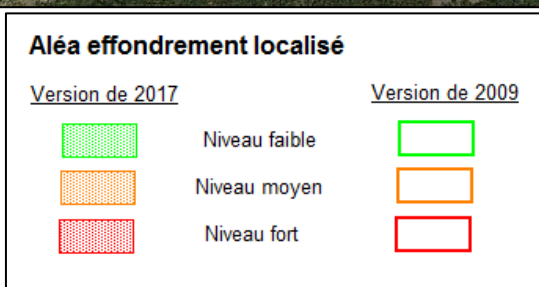 Aléa effondrement localisé
Version de 2017 Version de 2009
Niveau faible
Niveau moyen
Niveau fort